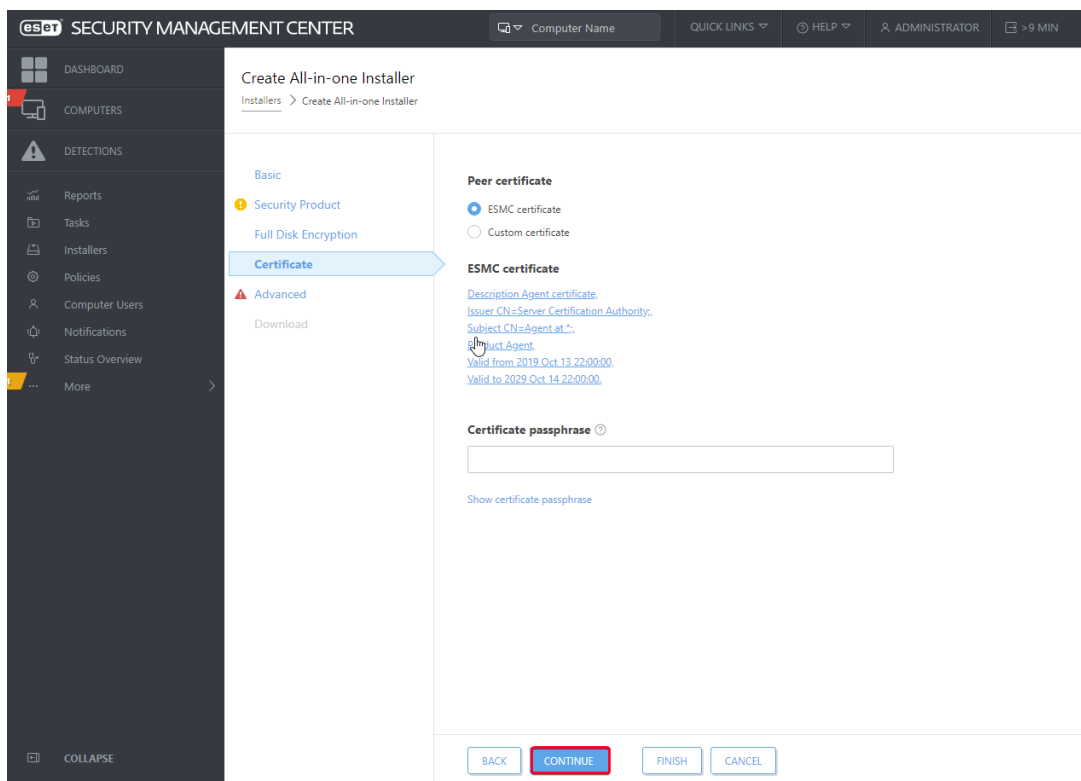 eset SECURITY MANAGEMENT CENTER
Computer Name
QUICK LINKS
HELP
ADMINISTRATOR
>9 MIN
DASHBOARD
COMPUTERS
DETECTIONS
Reports
Tasks
Installers
Policies
Computer Users
Notifications
Status Overview
More
COLLAPSE
Create All-in-one Installer
Installers > Create All-in-one Installer
Basic
Security Product
Full Disk Encryption
Certificate
Advanced
Download
Peer certificate
ESMC certificate
Custom certificate
ESMC certificate
Description Agent certificate,
Issuer CN=Server Certification Authority;,
Subject CN=Agent at *;,
Agent,
Valid from 2019 Oct 13 22:00:00,
Valid to 2029 Oct 14 22:00:00,
Certificate passphrase
Show certificate passphrase
BACK
CONTINUE
FINISH
CANCEL